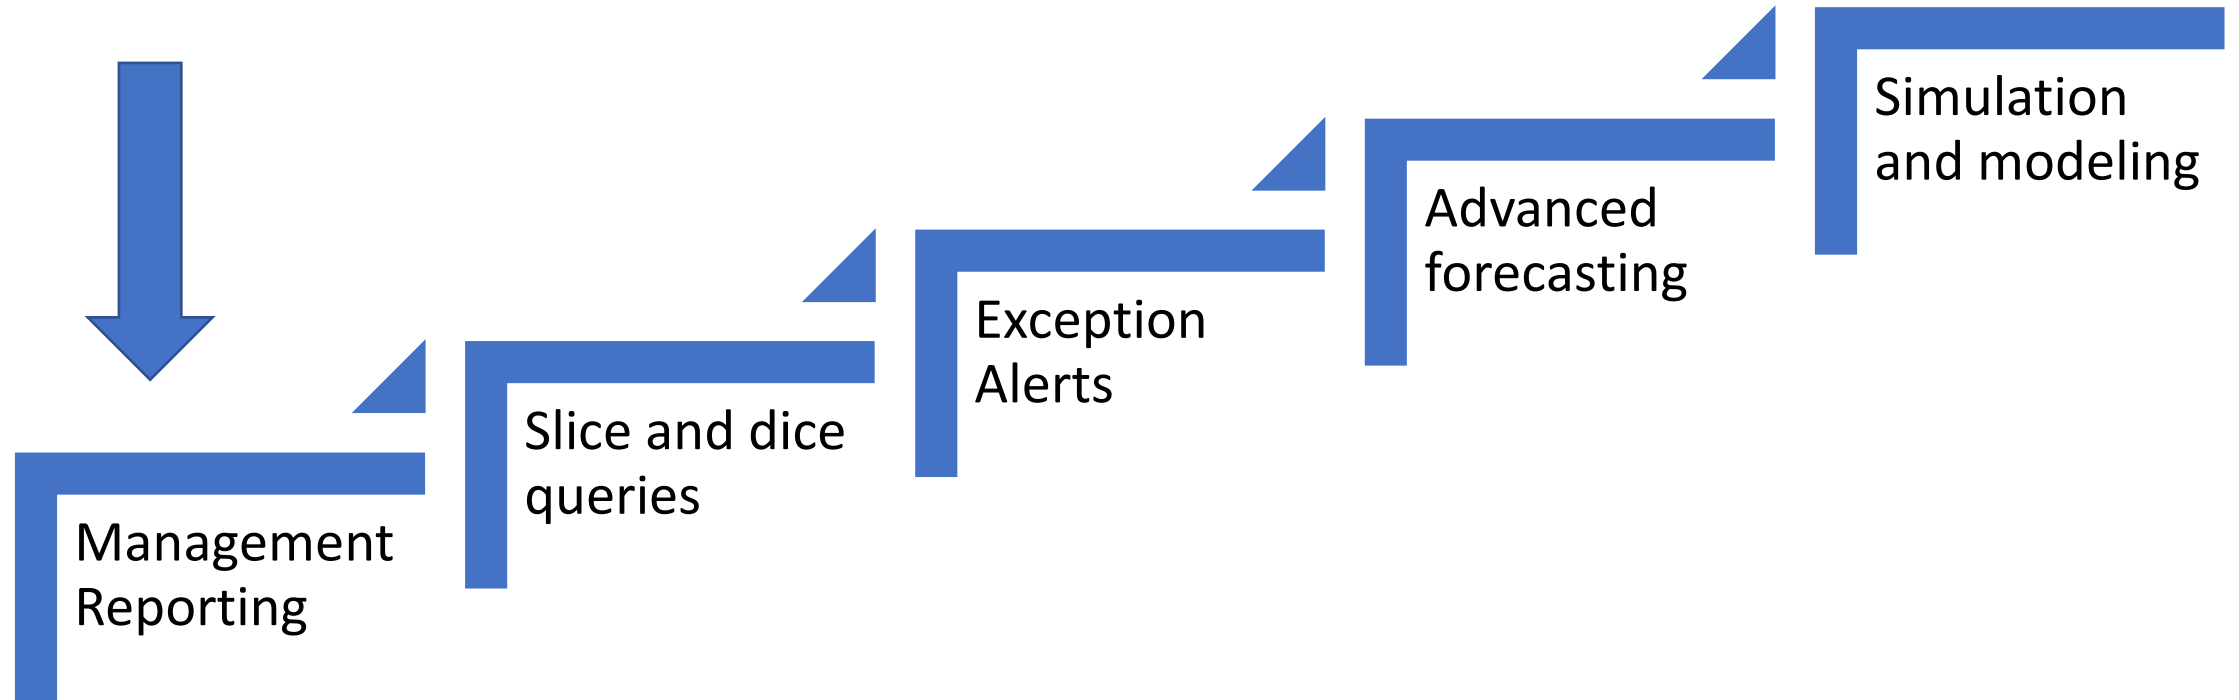 Management
Reporting
Slice and dice
queries
Exception
Alerts
Advanced
forecasting
Simulation
and modeling